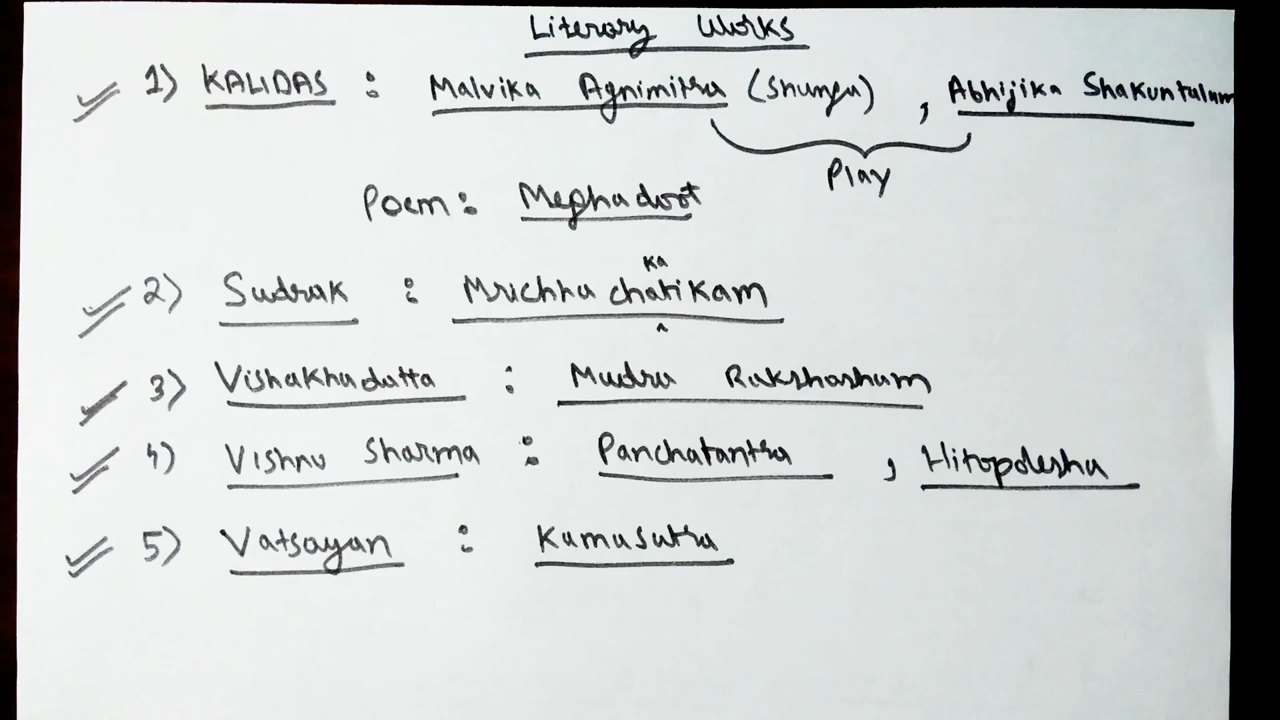 Literary Works
1) KALIDAS : Malvika Agnimitra (Shunga) , Abhijika Shakuntalam
Play
Poem : Meghadoot
ka
2) Sudrak : Mrichha chatikam
^
3) Vishakhadatta : Mudra Rakshasham
4) Vishnu Sharma : Panchatantra , Hitopdesha
5) Vatsayan : Kamasutra